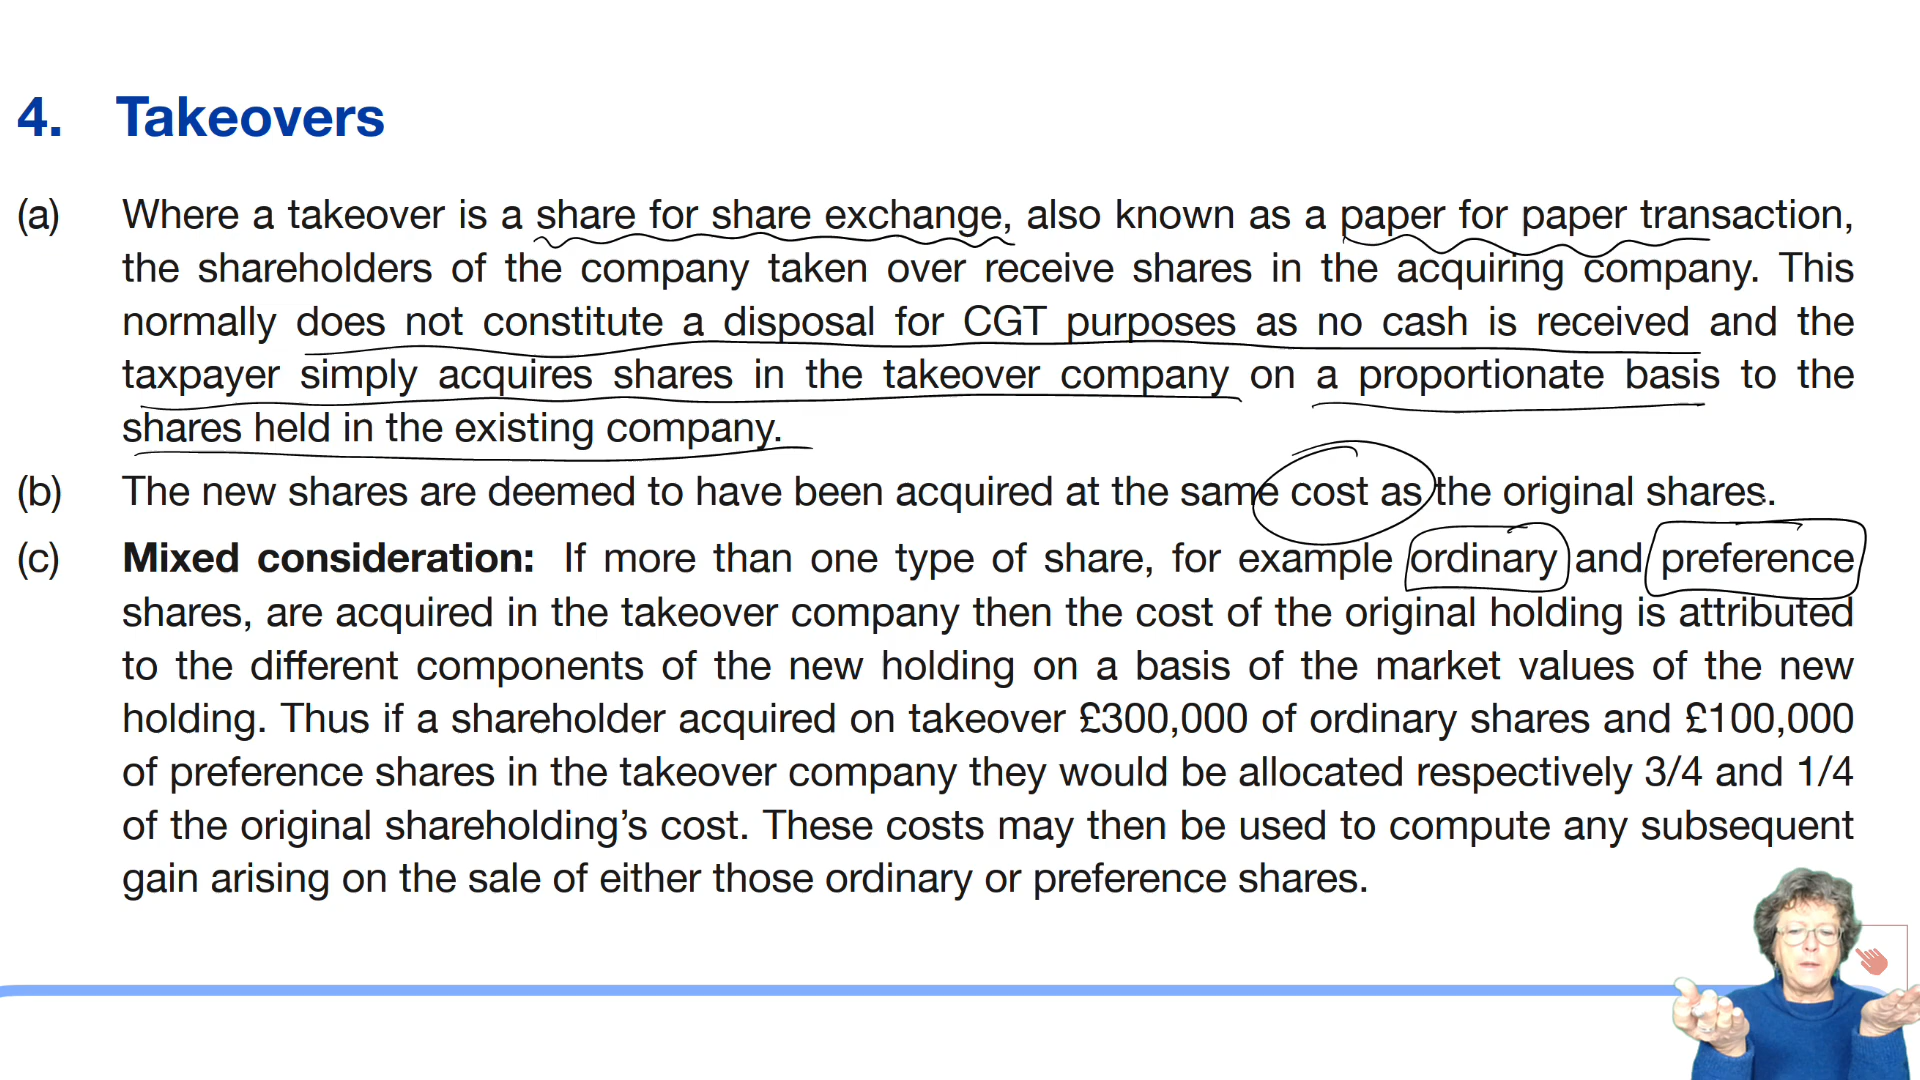 4. Takeovers
(a) Where a takeover is a share for share exchange, also known as a paper for paper transaction,
the shareholders of the company taken over receive shares in the acquiring company. This
normally does not constitute a disposal for CGT purposes as no cash is received and the
taxpayer simply acquires shares in the takeover company on a proportionate basis to the
shares held in the existing company.
(b) The new shares are deemed to have been acquired at the same cost as the original shares.
(c) Mixed consideration: If more than one type of share, for example ordinary and preference
shares, are acquired in the takeover company then the cost of the original holding is attributed
to the different components of the new holding on a basis of the market values of the new
holding. Thus if a shareholder acquired on takeover £300,000 of ordinary shares and £100,000
of preference shares in the takeover company they would be allocated respectively 3/4 and 1/4
of the original shareholding’s cost. These costs may then be used to compute any subsequent
gain arising on the sale of either those ordinary or preference shares.